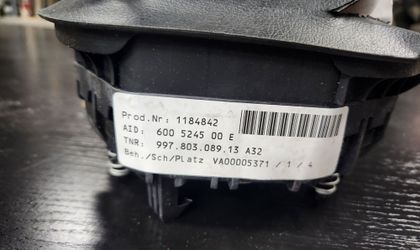 Prod.Nr: 1184842
AID: 600 5245 00 E
TNR: 997.803.089.13 A32
Beh./Sch/Platz VA00005371 / 1 / 4